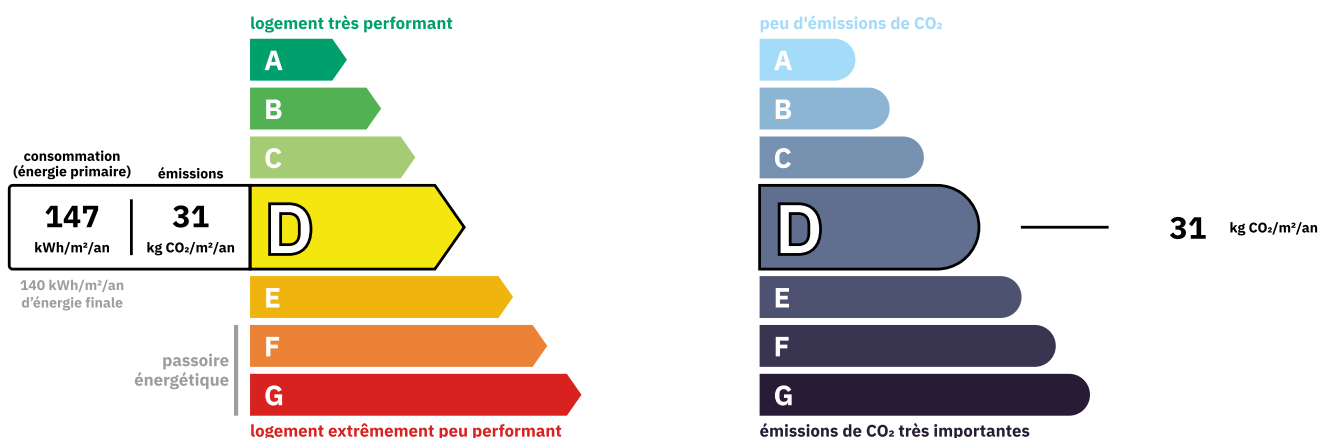 logement très performant
A
B
C
consommation
(énergie primaire)
émissions
147
kWh/m²/an
31
kg CO₂/m²/an
D
140 kWh/m²/an
d'énergie finale
E
passoire
énergétique
F
G
logement extrêmement peu performant
peu d'émissions de CO₂
A
B
C
D
31 kg CO₂/m²/an
E
F
G
émissions de CO₂ très importantes